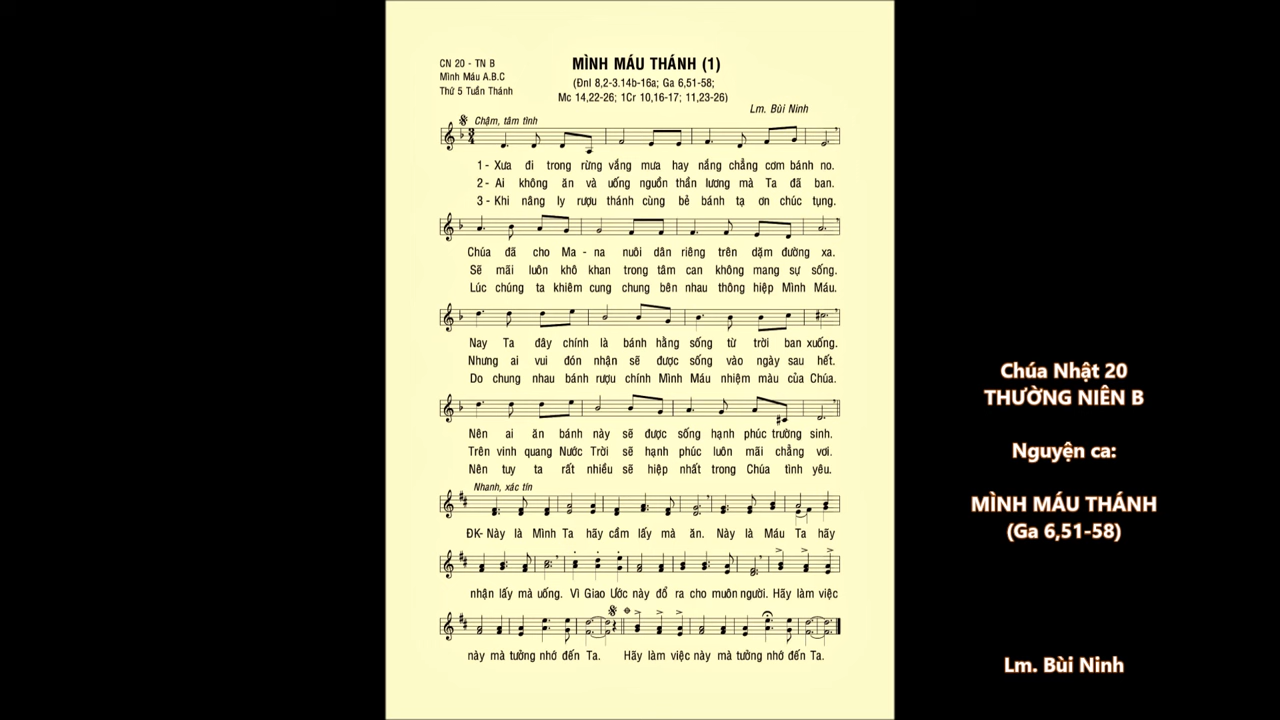 CN 20 - TN B
Mình Máu A.B.C
Thứ 5 Tuần Thánh
MÌNH MÁU THÁNH (1)
(Đnl 8,2-3.14b-16a; Ga 6,51-58;
Mc 14,22-26; 1Cr 10,16-17; 11,23-26)
Lm. Bùi Ninh
Chậm, tâm tình
1- Xưa đi trong rừng vắng mưa hay nắng chẳng cơm bánh no.
2- Ai không ăn và uống nguồn thần lương mà Ta đã ban.
3- Khi nâng ly rượu thánh cùng bẻ bánh tạ ơn chúc tụng.
Chúa đã cho Ma - na nuôi dân riêng trên dặm đường xa.
Sẽ mãi luôn khô khan trong tâm can không mang sự sống.
Lúc chúng ta khiêm cung chung bên nhau thông hiệp Mình Máu.
Nay Ta đây chính là bánh hằng sống từ trời ban xuống.
Nhưng ai vui đón nhận sẽ được sống vào ngày sau hết.
Do chung nhau bánh rượu chính Mình Máu nhiệm màu của Chúa.
Nên ai ăn bánh này sẽ được sống hạnh phúc trường sinh.
Trên vinh quang Nước Trời sẽ hạnh phúc luôn mãi chẳng vơi.
Nên tuy ta rất nhiều sẽ hiệp nhất trong Chúa tình yêu.
Nhanh, xác tín
ĐK- Này là Mình Ta hãy cầm lấy mà ăn. Này là Máu Ta hãy
nhận lấy mà uống. Vì Giao Ước này đổ ra cho muôn người. Hãy làm việc
này mà tưởng nhớ đến Ta. Hãy làm việc này mà tưởng nhớ đến Ta.
Chúa Nhật 20
THƯỜNG NIÊN B
Nguyện ca:
MÌNH MÁU THÁNH
(Ga 6,51-58)
Lm. Bùi Ninh